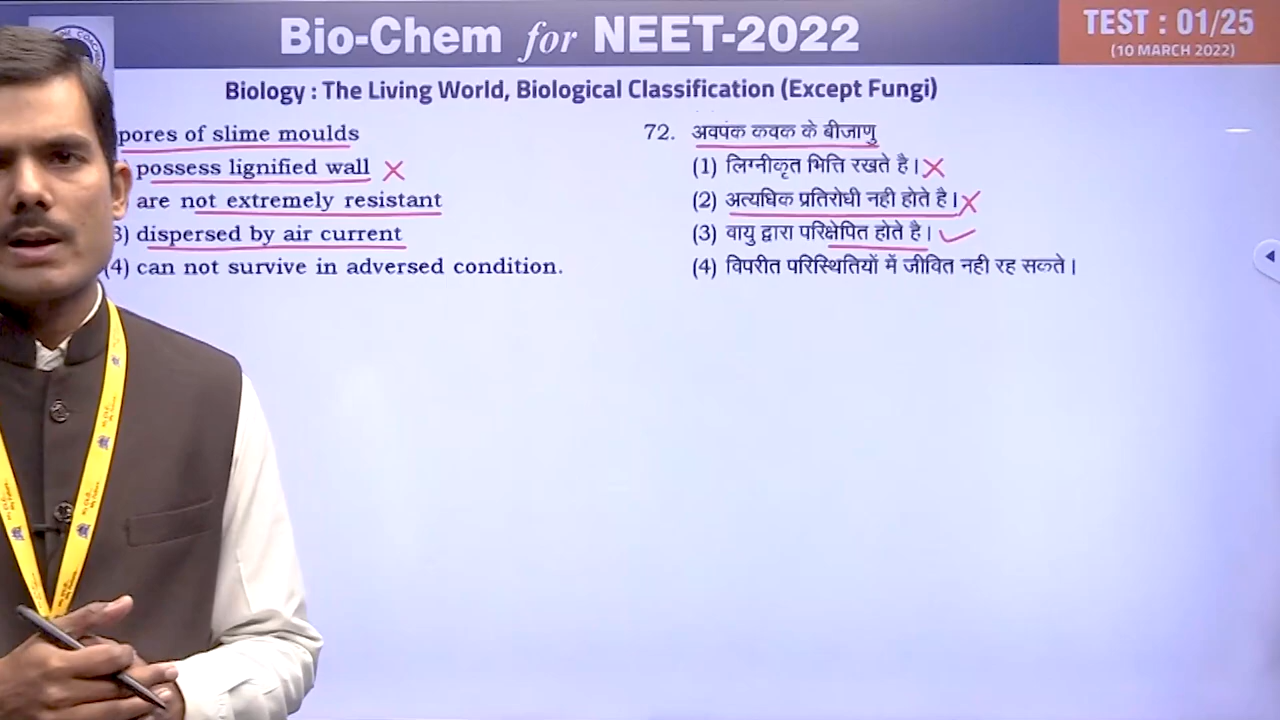 Bio-Chem for NEET-2022
TEST : 01/25
(10 MARCH 2022)
Biology : The Living World, Biological Classification (Except Fungi)
pores of slime moulds
possess lignified wall
are not extremely resistant
3) dispersed by air current
(4) can not survive in adversed condition.
72. अवपंक कवक के बीजाणु
(1) लिग्नीकृत भित्ति रखते है।
(2) अत्यधिक प्रतिरोधी नही होते है।
(3) वायु द्वारा परिक्षेपित होते है।
(4) विपरीत परिस्थितियों में जीवित नही रह सकते।